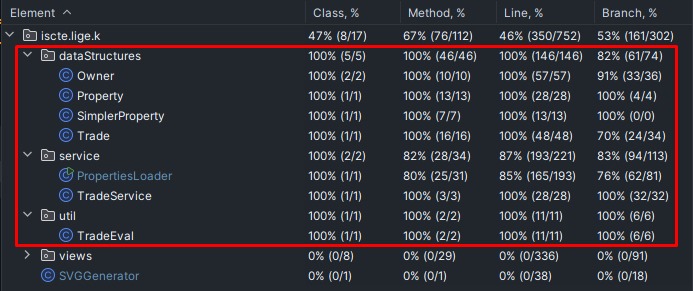 Element Class, % Method, % Line, % Branch, %
iscte.lige.k 47% (8/17) 67% (76/112) 46% (350/752) 53% (161/302)
dataStructures 100% (5/5) 100% (46/46) 100% (146/146) 82% (61/74)
Owner 100% (2/2) 100% (10/10) 100% (57/57) 91% (33/36)
Property 100% (1/1) 100% (13/13) 100% (28/28) 100% (4/4)
SimplerProperty 100% (1/1) 100% (7/7) 100% (13/13) 100% (0/0)
Trade 100% (1/1) 100% (16/16) 100% (48/48) 70% (24/34)
service 100% (2/2) 82% (28/34) 87% (193/221) 83% (94/113)
PropertiesLoader 100% (1/1) 80% (25/31) 85% (165/193) 76% (62/81)
TradeService 100% (1/1) 100% (3/3) 100% (28/28) 100% (32/32)
util 100% (1/1) 100% (2/2) 100% (11/11) 100% (6/6)
TradeEval 100% (1/1) 100% (2/2) 100% (11/11) 100% (6/6)
views 0% (0/8) 0% (0/29) 0% (0/336) 0% (0/91)
SVGGenerator 0% (0/1) 0% (0/1) 0% (0/38) 0% (0/18)